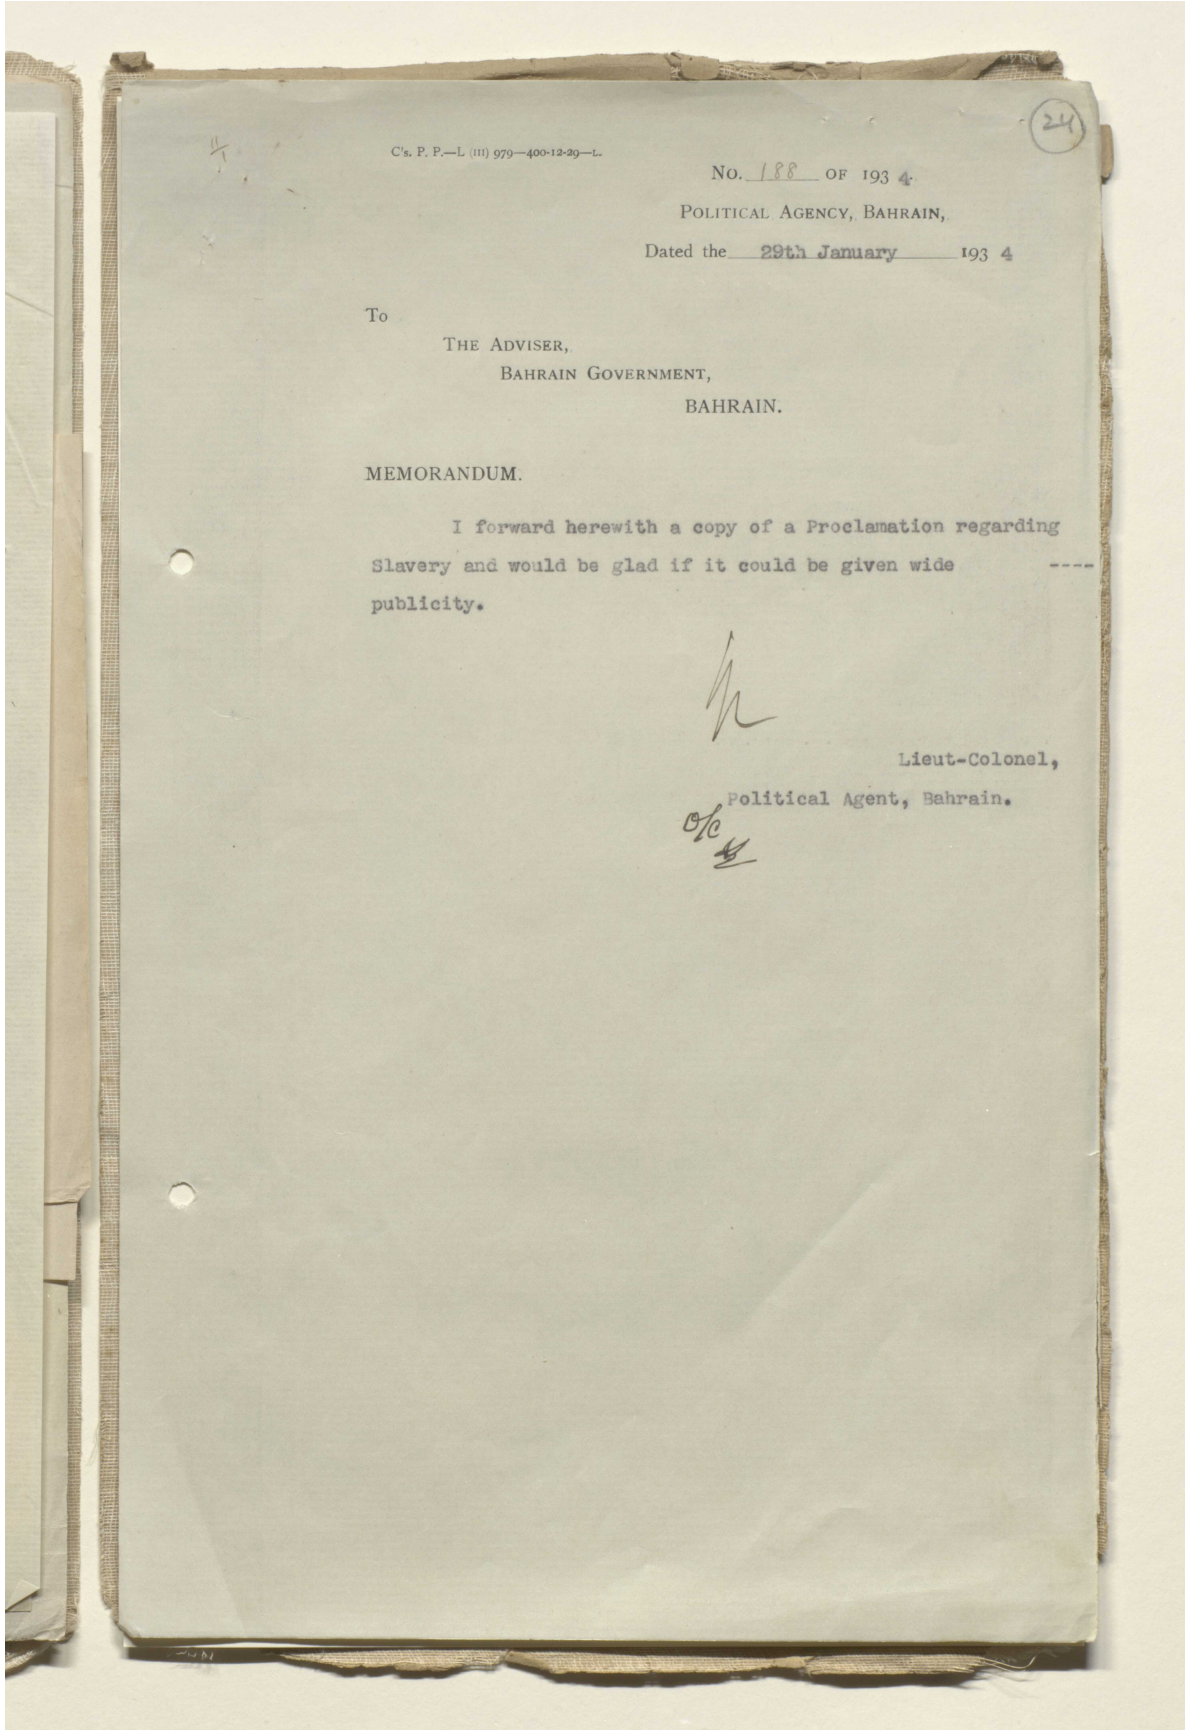 24
11/1
C's. P. P.—L (III) 979—400-12-29—L.
No. 188 OF 1934.
POLITICAL AGENCY, BAHRAIN,
Dated the 29th January 1934
To
THE ADVISER,
BAHRAIN GOVERNMENT,
BAHRAIN.
MEMORANDUM.
I forward herewith a copy of a Proclamation regarding
Slavery and would be glad if it could be given wide ----
publicity.
Lieut-Colonel,
Political Agent, Bahrain.
o/c